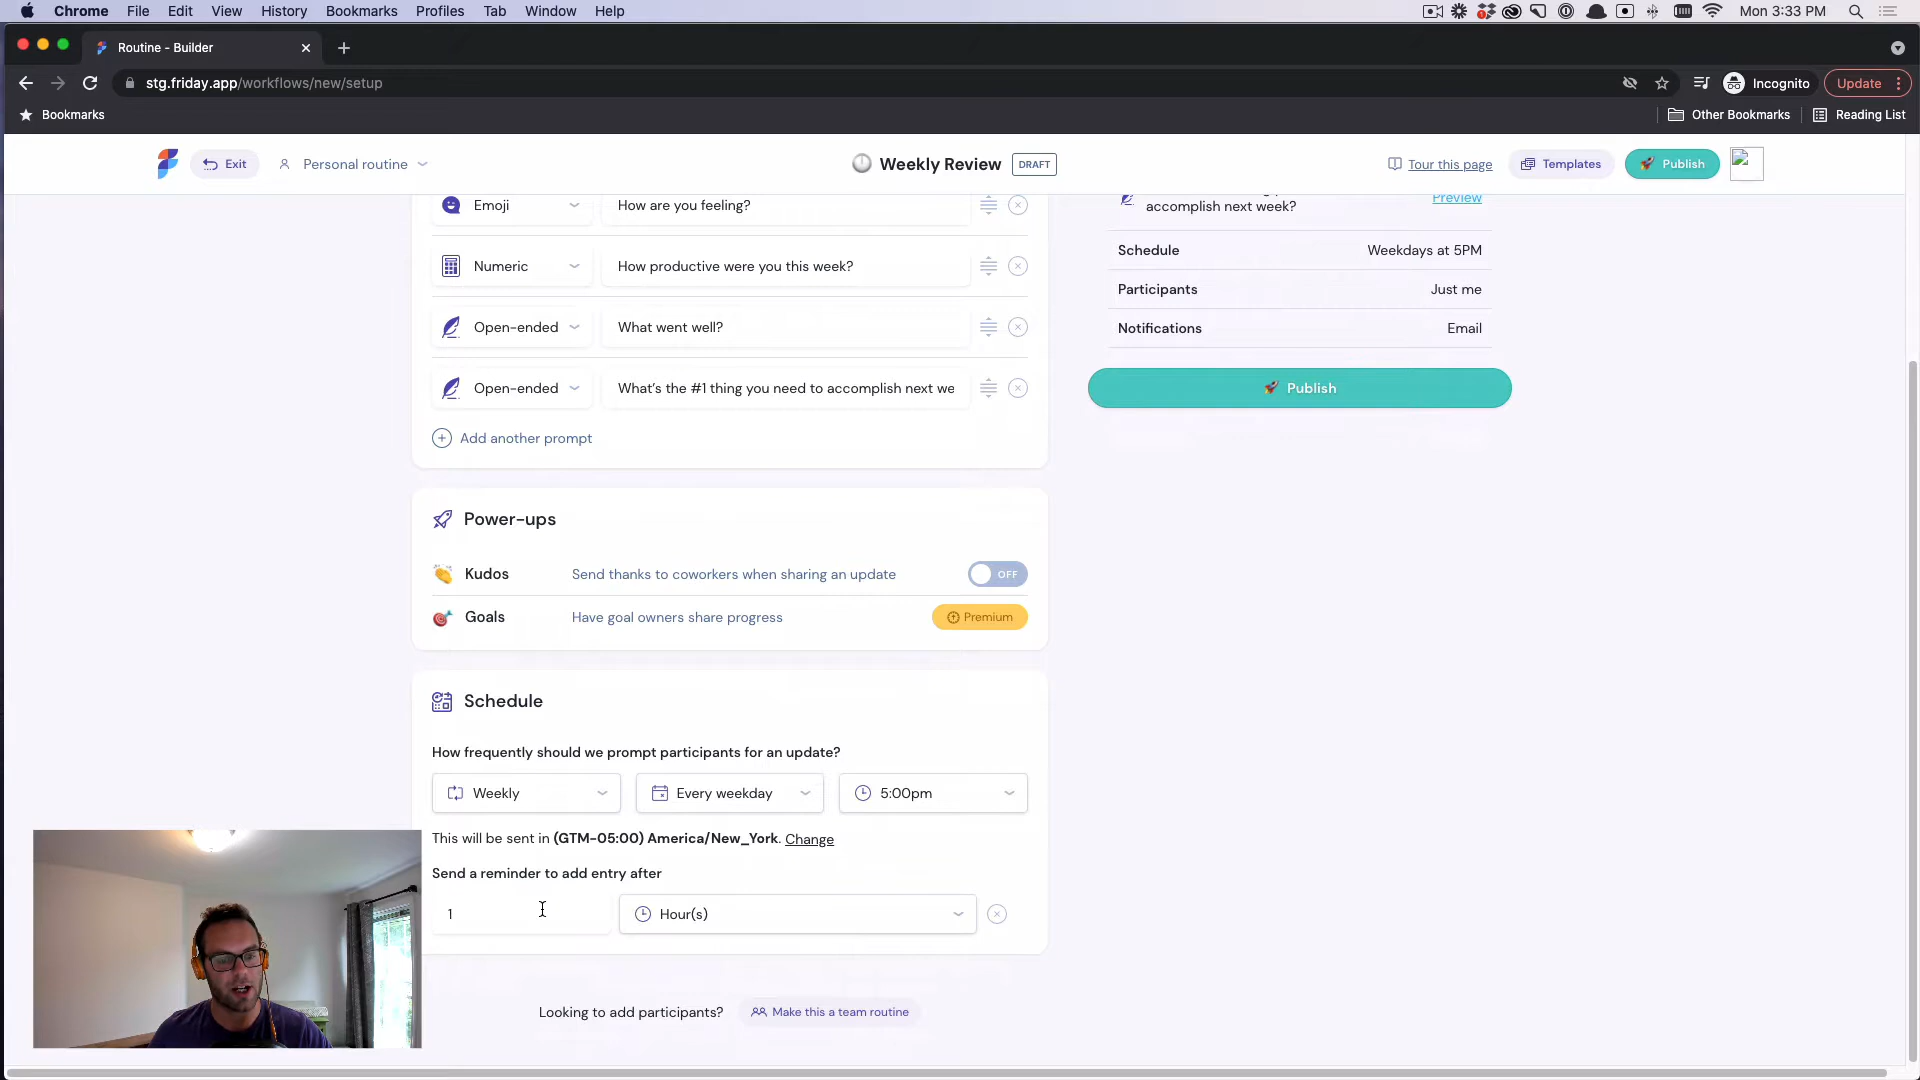 Chrome File Edit View History Bookmarks Profiles Tab Window Help Mon 3:33 PM
Routine - Builder
stg.friday.app/workflows/new/setup Incognito Update
Bookmarks Other Bookmarks Reading List
Exit Personal routine Weekly Review DRAFT Tour this page Templates Publish
Emoji How are you feeling?
Numeric How productive were you this week?
Open-ended What went well?
Open-ended What's the #1 thing you need to accomplish next we
Add another prompt
accomplish next week? Preview
Schedule Weekdays at 5PM
Participants Just me
Notifications Email
Publish
Power-ups
Kudos Send thanks to coworkers when sharing an update OFF
Goals Have goal owners share progress Premium
Schedule
How frequently should we prompt participants for an update?
Weekly Every weekday 5:00pm
This will be sent in (GTM-05:00) America/New_York. Change
Send a reminder to add entry after
1 Hour(s)
Looking to add participants? Make this a team routine